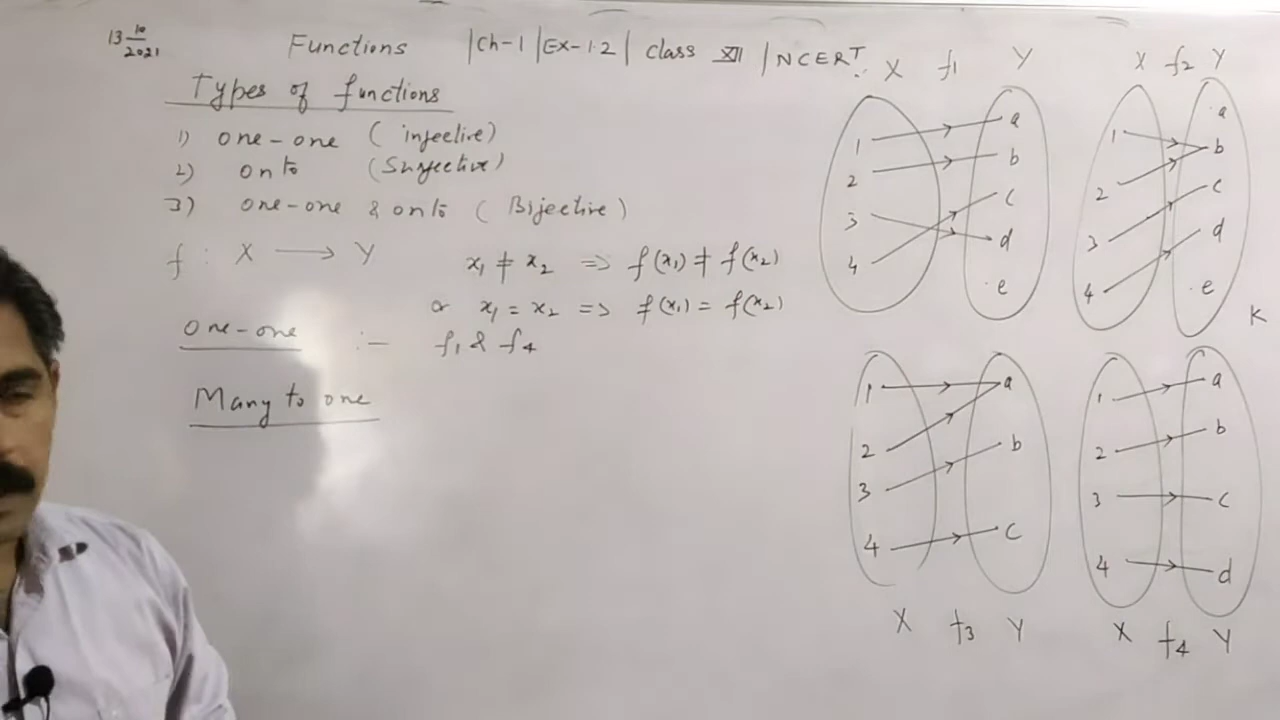 13 10/2021
Functions |Ch-1 |Ex-1.2| class XII |NCERT.
Types of functions
1) one-one (injective)
2) onto (Surjective)
3) one-one & onto (Bijective)
f : X ⟶ Y
x₁ ≠ x₂ ⇒ f(x₁) ≠ f(x₂)
or x₁ = x₂ ⇒ f(x₁) = f(x₂)
One-one :- f₁ & f₄
Many to one
X f₁ Y
1 a
2 b
3 c
4 d
e
X f₂ Y
a
1 b
2 c
3 d
4 e
K
1 a
2 b
3 c
4
X f₃ Y
1 a
2 b
3 c
4 d
X f₄ Y